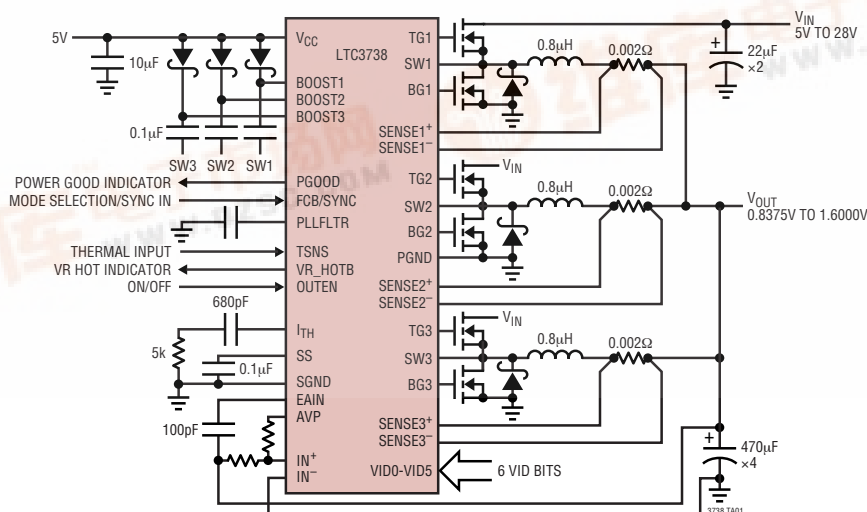 5V
10µF
0.1µF
SW3 SW2 SW1
POWER GOOD INDICATOR
MODE SELECTION/SYNC IN
THERMAL INPUT
VR HOT INDICATOR
ON/OFF
680pF
5k
0.1µF
100pF
VCC
LTC3738
BOOST1
BOOST2
BOOST3
PGOOD
FCB/SYNC
PLLFLTR
TSNS
VR_HOTB
OUTEN
ITH
SS
SGND
EAIN
AVP
IN+
IN−
TG1
SW1
BG1
SENSE1+
SENSE1−
TG2
SW2
BG2
PGND
SENSE2+
SENSE2−
TG3
SW3
BG3
SENSE3+
SENSE3−
VID0-VID5
0.8µH
0.002Ω
VIN
0.8µH
0.002Ω
VIN
0.8µH
0.002Ω
6 VID BITS
VIN
5V TO 28V
22µF
×2
VOUT
0.8375V TO 1.6000V
470µF
×4
3738 TA01